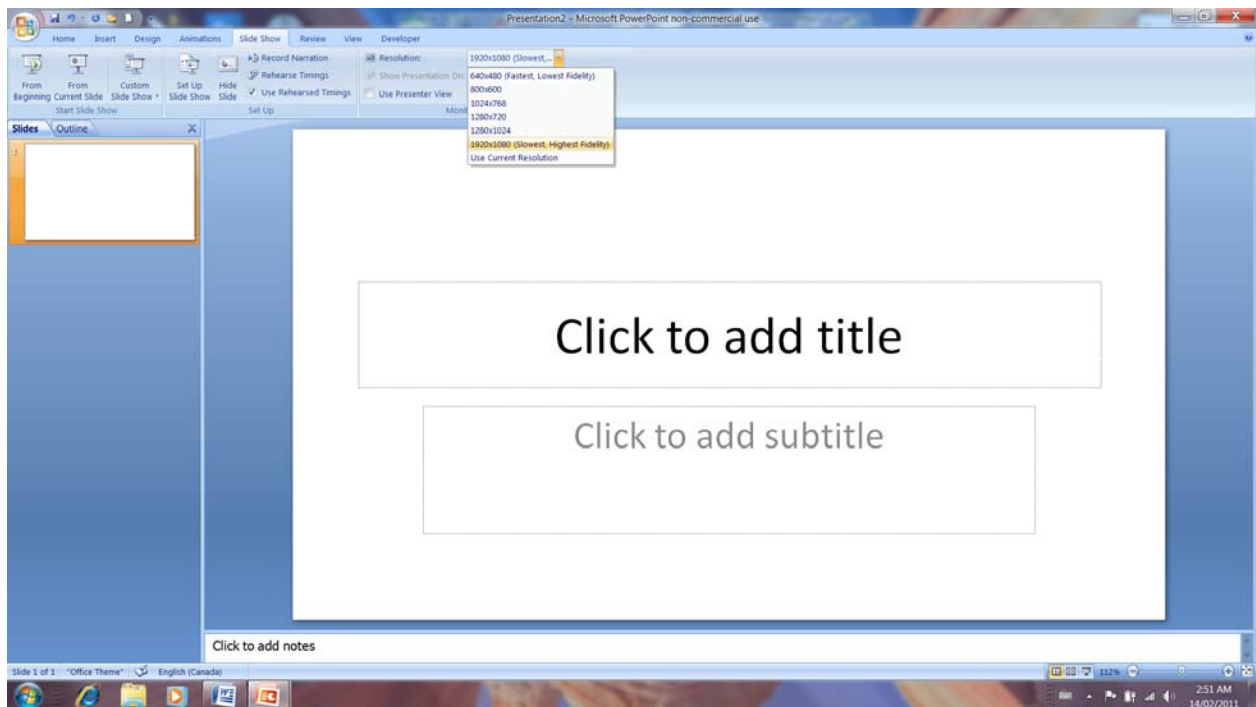 Presentation2 - Microsoft PowerPoint non-commercial use
Home Insert Design Animations Slide Show Review View Developer
From Beginning
From Current Slide
Custom Slide Show
Start Slide Show
Set Up Slide Show
Hide Slide
Record Narration
Rehearse Timings
Use Rehearsed Timings
Set Up
Resolution: 1920x1080 (Slowest,...
Show Presentation On:
Use Presenter View
Moni
640x480 (Fastest, Lowest Fidelity)
800x600
1024x768
1280x720
1280x1024
1920x1080 (Slowest, Highest Fidelity)
Use Current Resolution
Slides Outline
Click to add title
Click to add subtitle
Click to add notes
Slide 1 of 1 "Office Theme" English (Canada) 112%
2:51 AM
14/02/2011